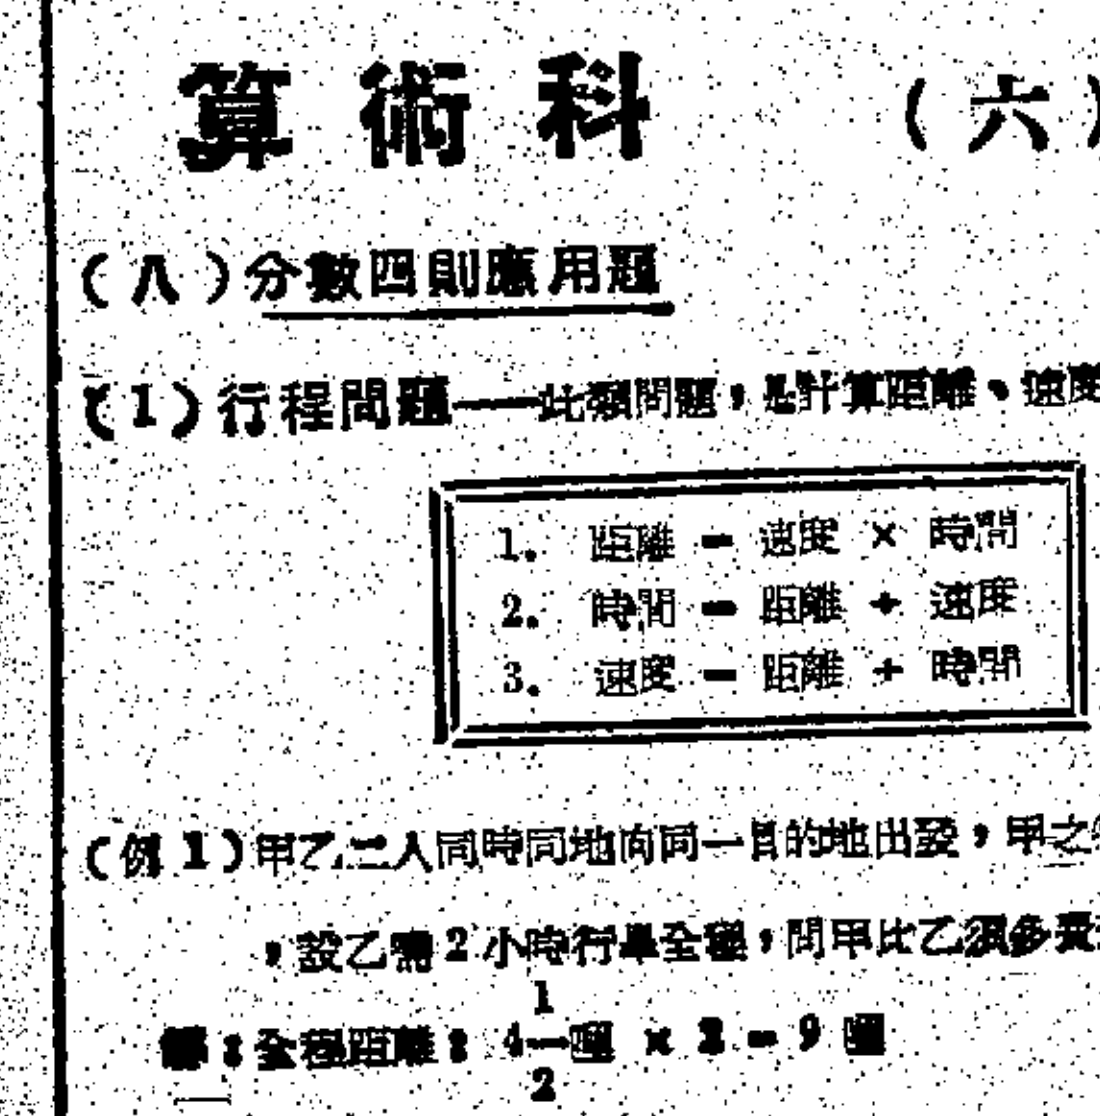 算術科 (六)
(八)分數四則應用題
(1)行程問題——此類問題,是計算距離、速度
1. 距離 = 速度 × 時間
2. 時間 = 距離 ÷ 速度
3. 速度 = 距離 ÷ 時間
(例1)甲乙二人同時同地向同一目的地出發,甲之
,設乙需2小時行畢全程,問甲比乙須多費
解:全程距離:4 1/2 哩 × 2 = 9 哩